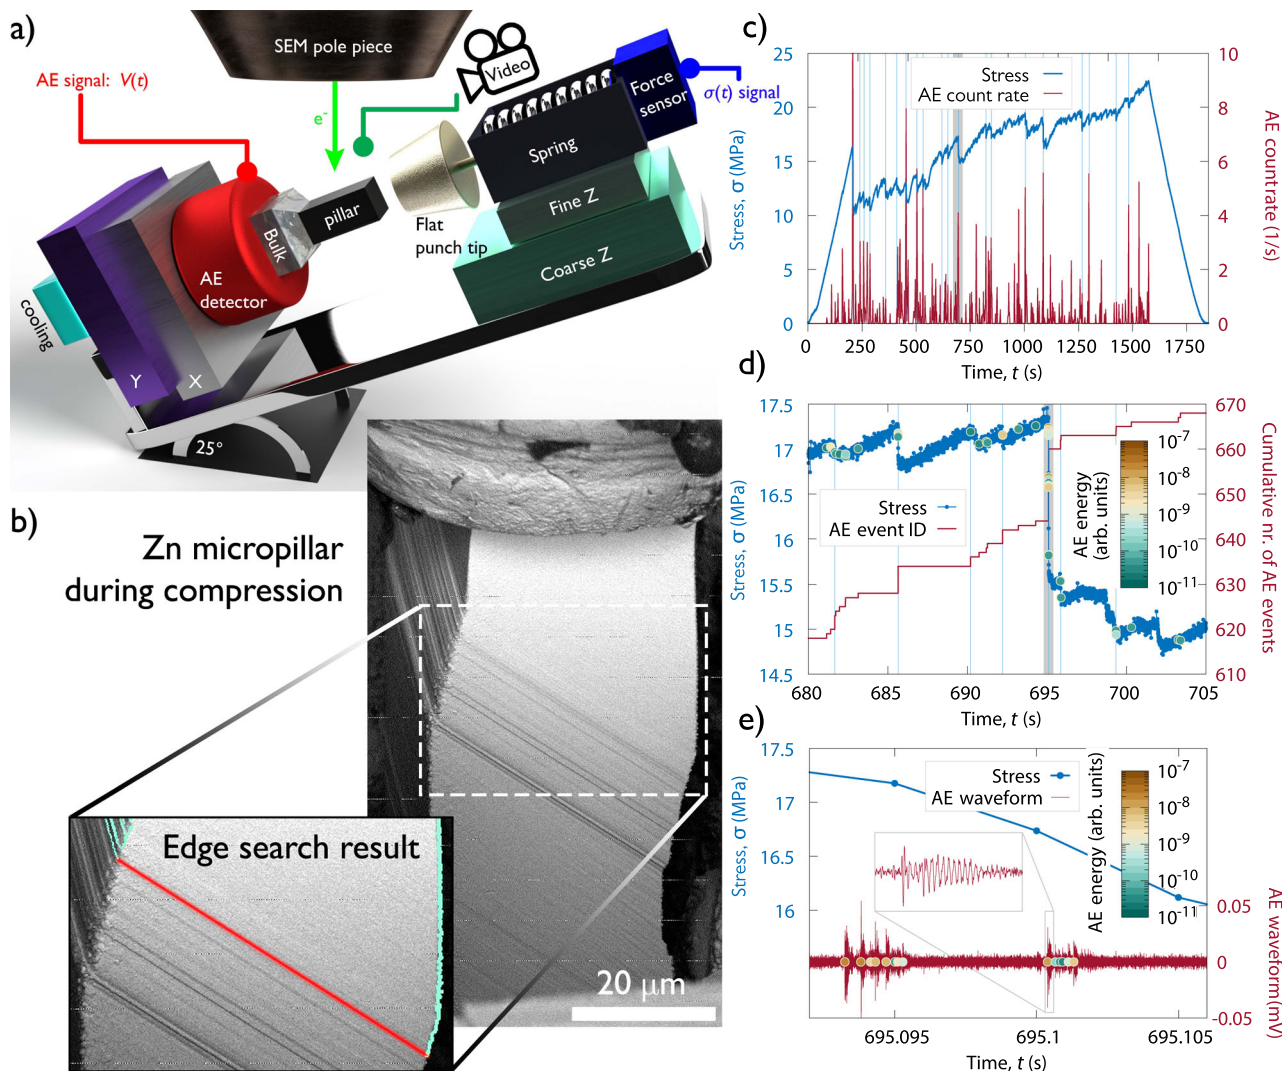 a)
SEM pole piece
AE signal: V(t)
e-
Video
Force
sensor
σ(t) signal
Spring
Fine Z
Coarse Z
Flat
punch tip
pillar
Bulk
AE
detector
cooling
Y
X
25°
b)
Zn micropillar
during compression
Edge search result
20 μm
c)
Stress
AE count rate
25
20
15
10
5
0
Stress, σ (MPa)
10
8
6
4
2
0
AE countrate (1/s)
0
250
500
750
1000
1250
1500
1750
Time, t (s)
d)
17.5
17
16.5
16
15.5
15
14.5
Stress, σ (MPa)
Stress
AE event ID
AE energy
(arb. units)
10-7
10-8
10-9
10-10
10-11
670
660
650
640
630
620
610
Cumulative nr. of AE events
680
685
690
695
700
705
Time, t (s)
e)
17.5
17
16.5
16
Stress, σ (MPa)
Stress
AE waveform
AE energy (arb. units)
10-7
10-8
10-9
10-10
10-11
0.05
0
-0.05
AE waveform(mV)
695.095
695.1
695.105
Time, t (s)